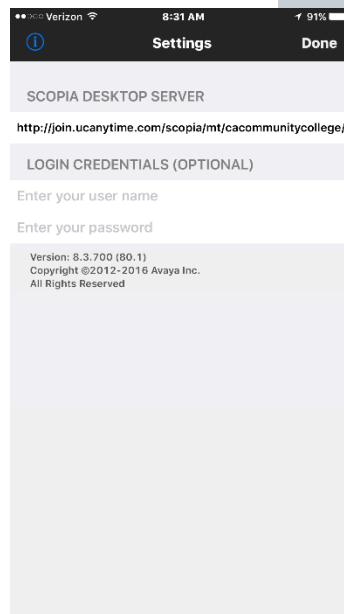 Verizon 8:31 AM 91%
Settings Done
SCOPIA DESKTOP SERVER
http://join.ucanytime.com/scopia/mt/cacommunitycollege/
LOGIN CREDENTIALS (OPTIONAL)
Enter your user name
Enter your password
Version: 8.3.700 (80.1)
Copyright ©2012-2016 Avaya Inc.
All Rights Reserved